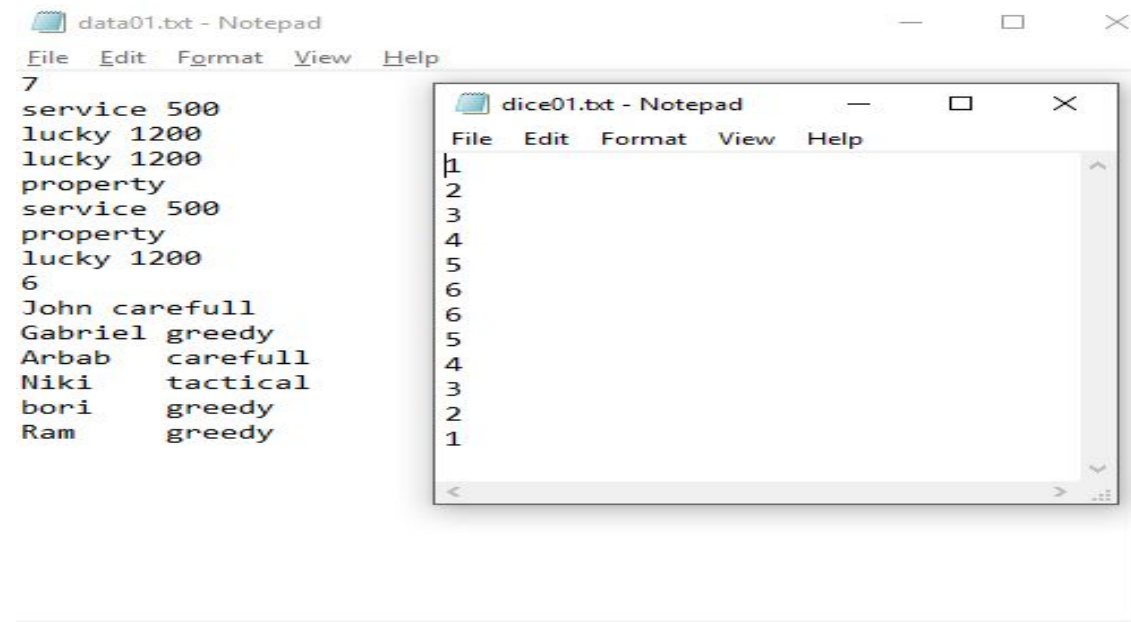 data01.txt - Notepad
File Edit Format View Help
7
service 500
lucky 1200
lucky 1200
property
service 500
property
lucky 1200
6
John carefull
Gabriel greedy
Arbab carefull
Niki tactical
bori greedy
Ram greedy
dice01.txt - Notepad
File Edit Format View Help
1
2
3
4
5
6
6
5
4
3
2
1